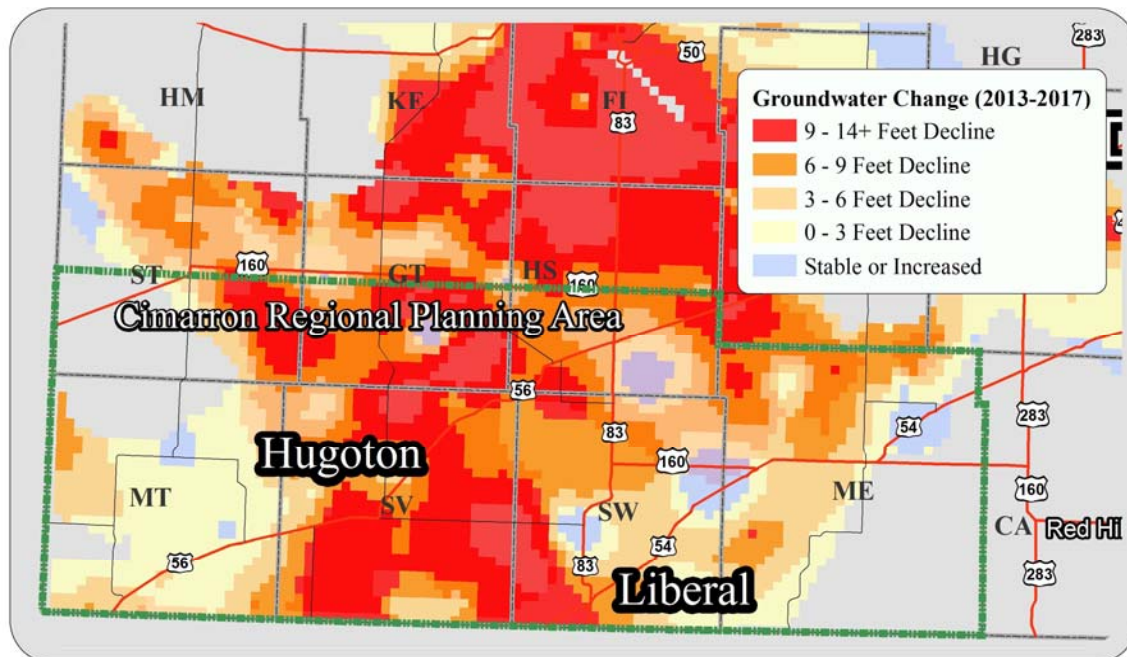 283
50
HG
HM
KE
FI
83
Groundwater Change (2013-2017)
9 - 14+ Feet Decline
6 - 9 Feet Decline
3 - 6 Feet Decline
0 - 3 Feet Decline
Stable or Increased
ST
160
GT
HS
160
Cimarron Regional Planning Area
56
283
54
83
Hugoton
160
160
MT
SV
SW
ME
CA
Red Hi
56
54
83
283
Liberal